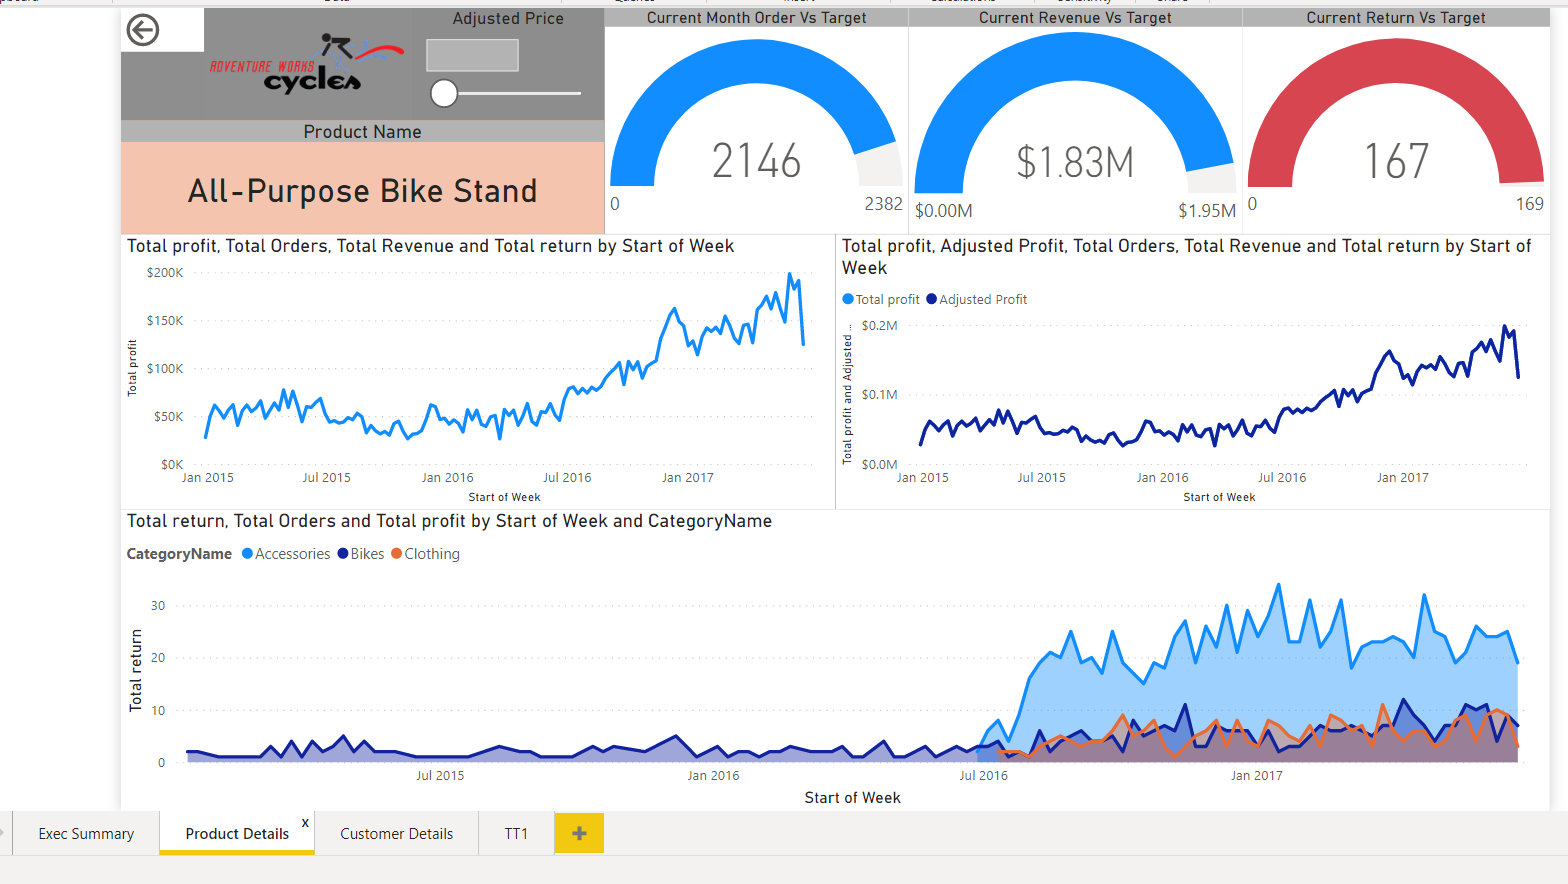 Adjusted Price
ADVENTURE WORKS
cycles
Product Name
All-Purpose Bike Stand
Current Month Order Vs Target
2146
0
2382
Current Revenue Vs Target
$1.83M
$0.00M
$1.95M
Current Return Vs Target
167
0
169
Total profit, Total Orders, Total Revenue and Total return by Start of Week
Total profit
$200K
$150K
$100K
$50K
$0K
Jan 2015
Jul 2015
Jan 2016
Jul 2016
Jan 2017
Start of Week
Total profit, Adjusted Profit, Total Orders, Total Revenue and Total return by Start of
Week
Total profit
Adjusted Profit
Total profit and Adjusted ...
$0.2M
$0.1M
$0.0M
Jan 2015
Jul 2015
Jan 2016
Jul 2016
Jan 2017
Start of Week
Total return, Total Orders and Total profit by Start of Week and CategoryName
CategoryName
Accessories
Bikes
Clothing
Total return
30
20
10
0
Jul 2015
Jan 2016
Jul 2016
Jan 2017
Start of Week
Exec Summary
Product Details
x
Customer Details
TT1
+